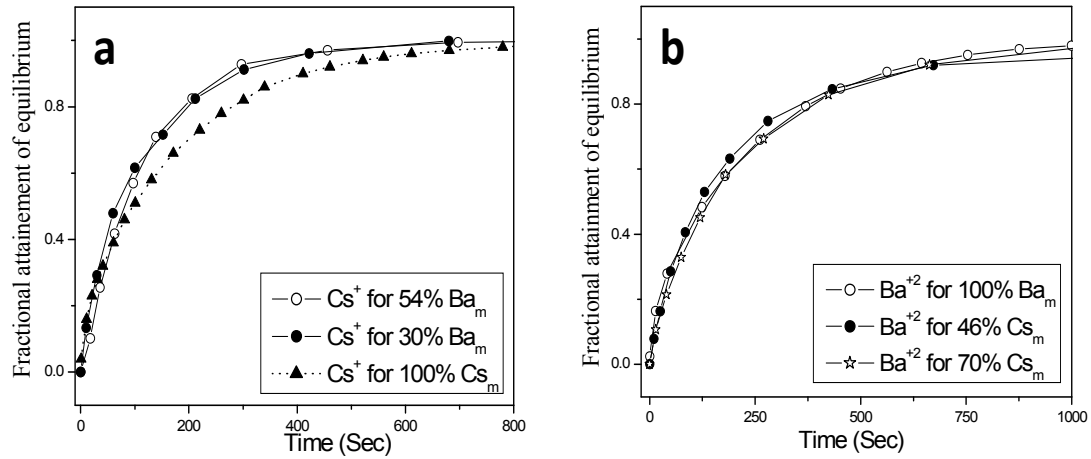 a
Fractional attainement of equilibrium
0.8
0.4
0.0
Cs+ for 54% Bam
Cs+ for 30% Bam
Cs+ for 100% Csm
0 200 400 600 800
Time (Sec)
b
Fractional attainment of equilibrium
0.8
0.4
0.0
Ba+2 for 100% Bam
Ba+2 for 46% Csm
Ba+2 for 70% Csm
0 250 500 750 1000
Time (Sec)